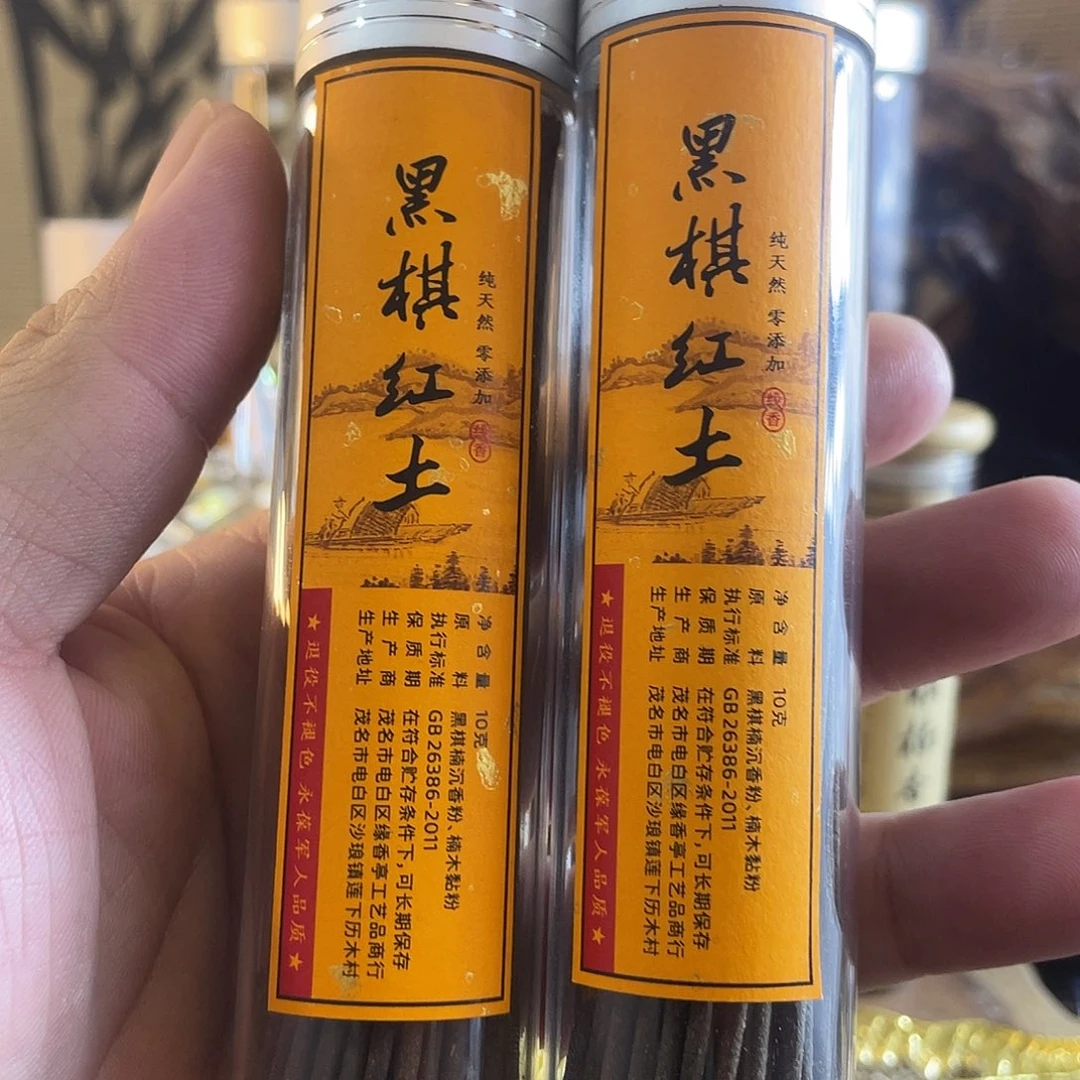 黑棋红土
纯天然 零添加
线香
净含量 10克
原料 黑棋楠沉香粉、楠木黏粉
执行标准 GB 26386-2011
保质期 在符合贮存条件下,可长期保存
生产商 茂名市电白区缘香亭工艺品商行
生产地址 茂名市电白区沙琅镇莲下历木村
★退役不褪色 永葆军人品质★
黑棋红土
纯天然 零添加
线香
净含量 10克
原料 黑棋楠沉香粉、楠木黏粉
执行标准 GB 26386-2011
保质期 在符合贮存条件下,可长期保存
生产商 茂名市电白区缘香亭工艺品商行
生产地址 茂名市电白区沙琅镇莲下历木村
★退役不褪色 永葆军人品质★